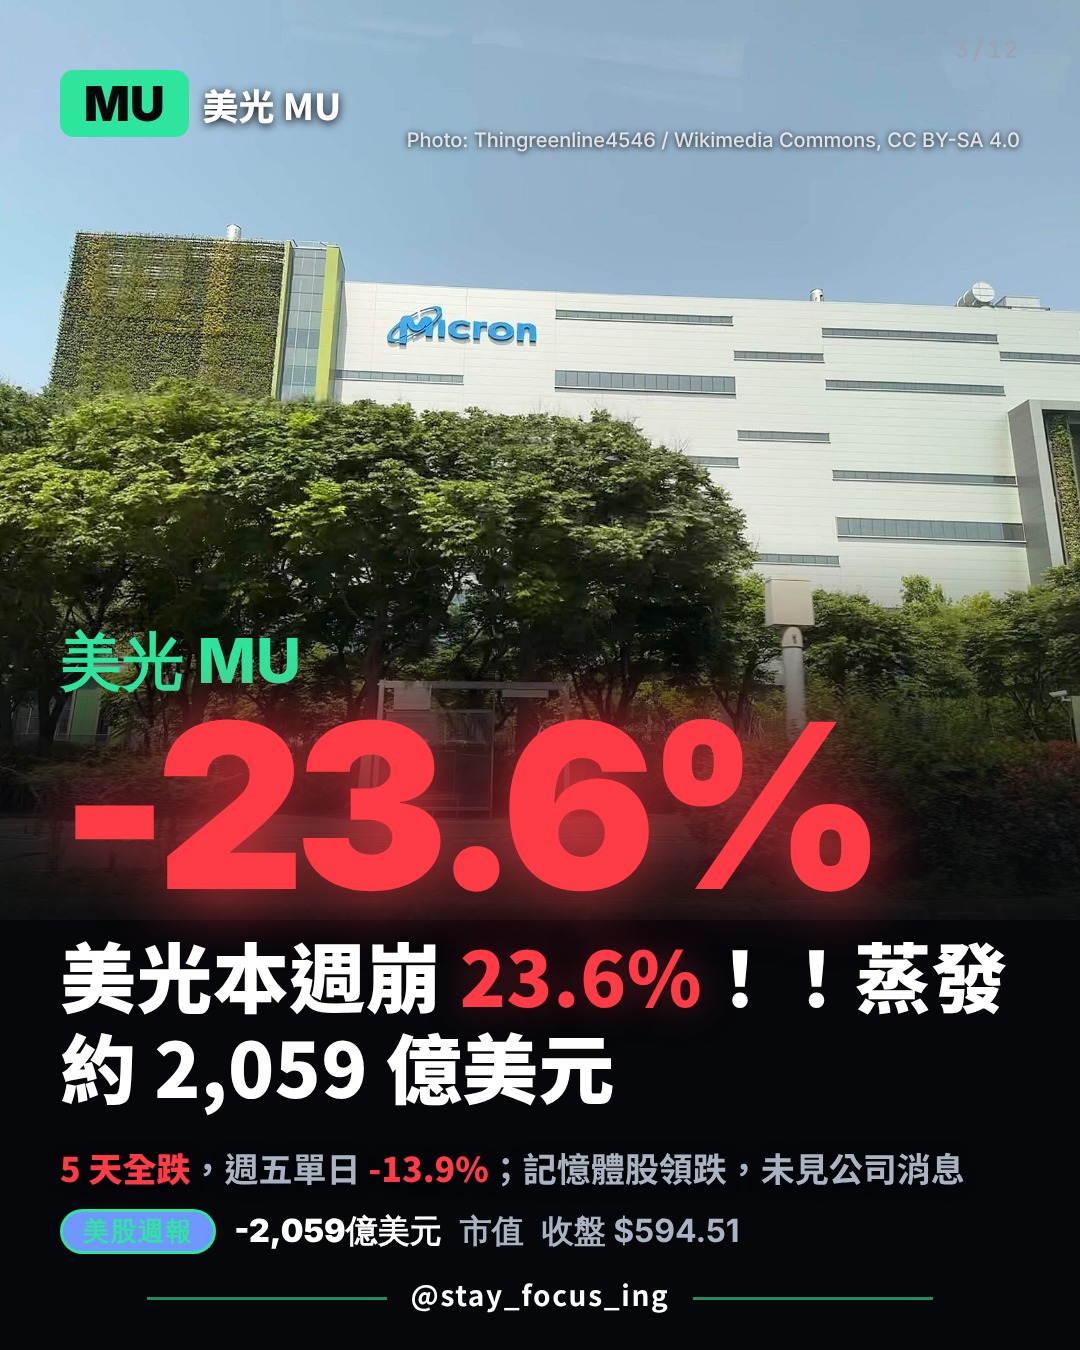 3/12
MU 美光 MU
Photo: Thingreenline4546 / Wikimedia Commons, CC BY-SA 4.0
Micron
美光 MU
-23.6%
美光本週崩 23.6%！！蒸發
約 2,059 億美元
5 天全跌，週五單日 -13.9%；記憶體股領跌，未見公司消息
美股週報 -2,059億美元 市值 收盤 $594.51
@stay_focus_ing